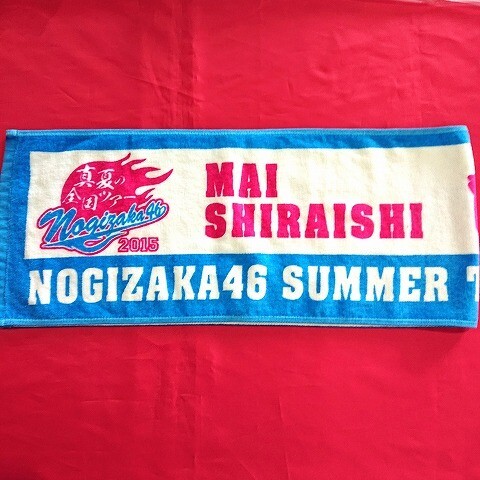 真夏の
全国ツアー
Nogizaka46
2015
MAI
SHIRAISHI
NOGIZAKA46 SUMMER T